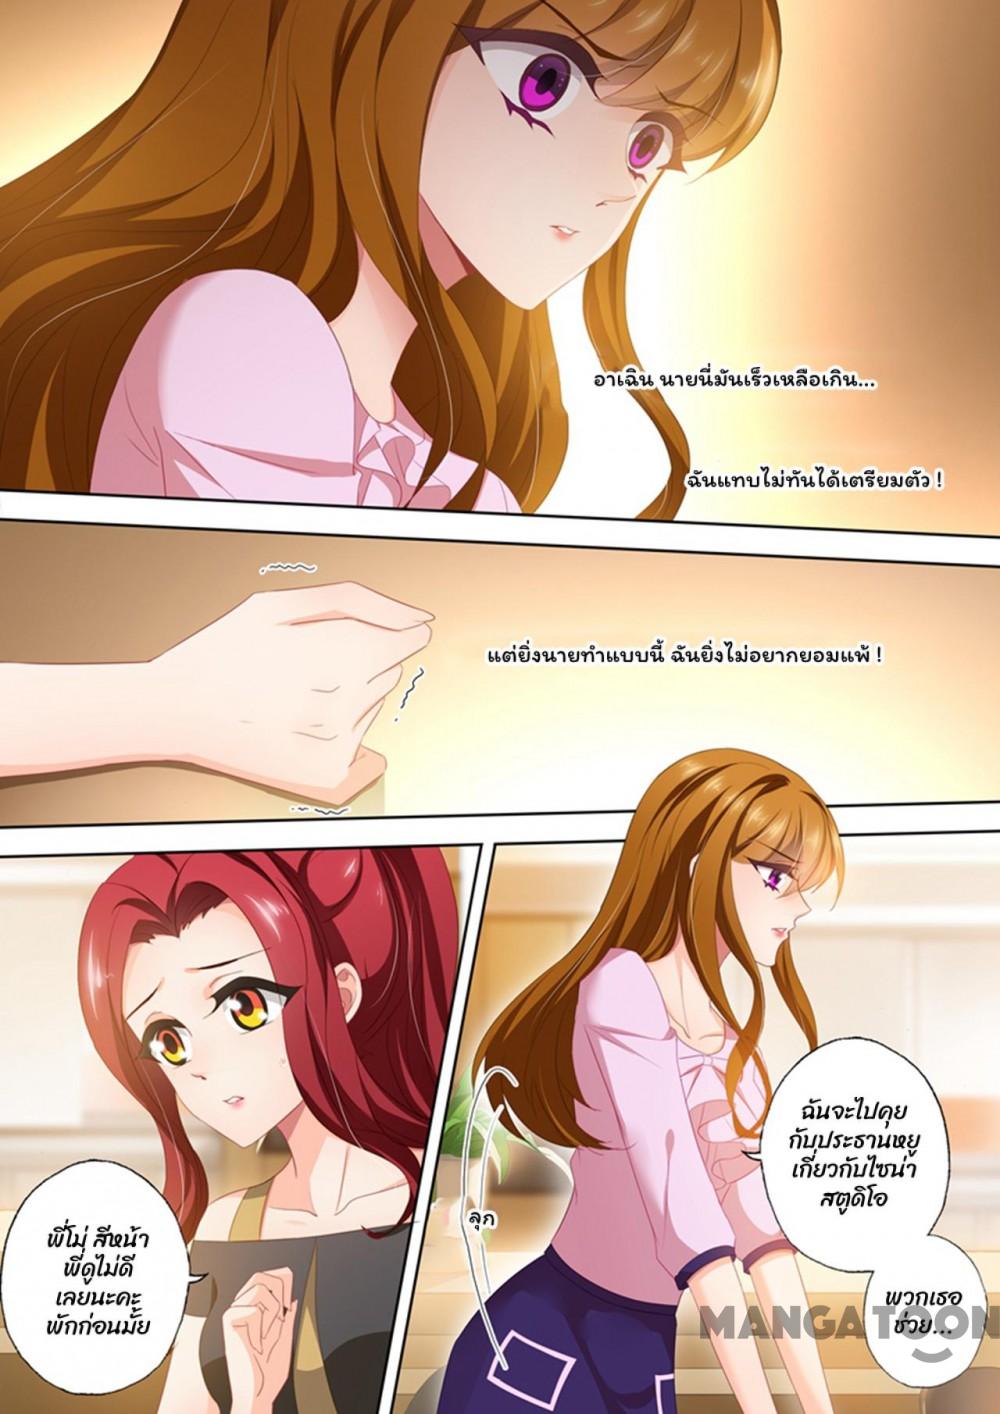 อาเฉิน นายนี่มันเร็วเหลือเกิน...
ฉันแทบไม่ทันได้เตรียมตัว !
แต่ยิ่งนายทำแบบนี้ ฉันยิ่งไม่อยากยอมแพ้ !
พี่โม่ สีหน้า
พี่ดูไม่ดี
เลยนะคะ
พักก่อนมั้ย
ลุก
ฉันจะไปคุย
กับประธานหยู
เกี่ยวกับไซน่า
สตูดิโอ
พวกเธอ
ช่วย...
MANGATOON